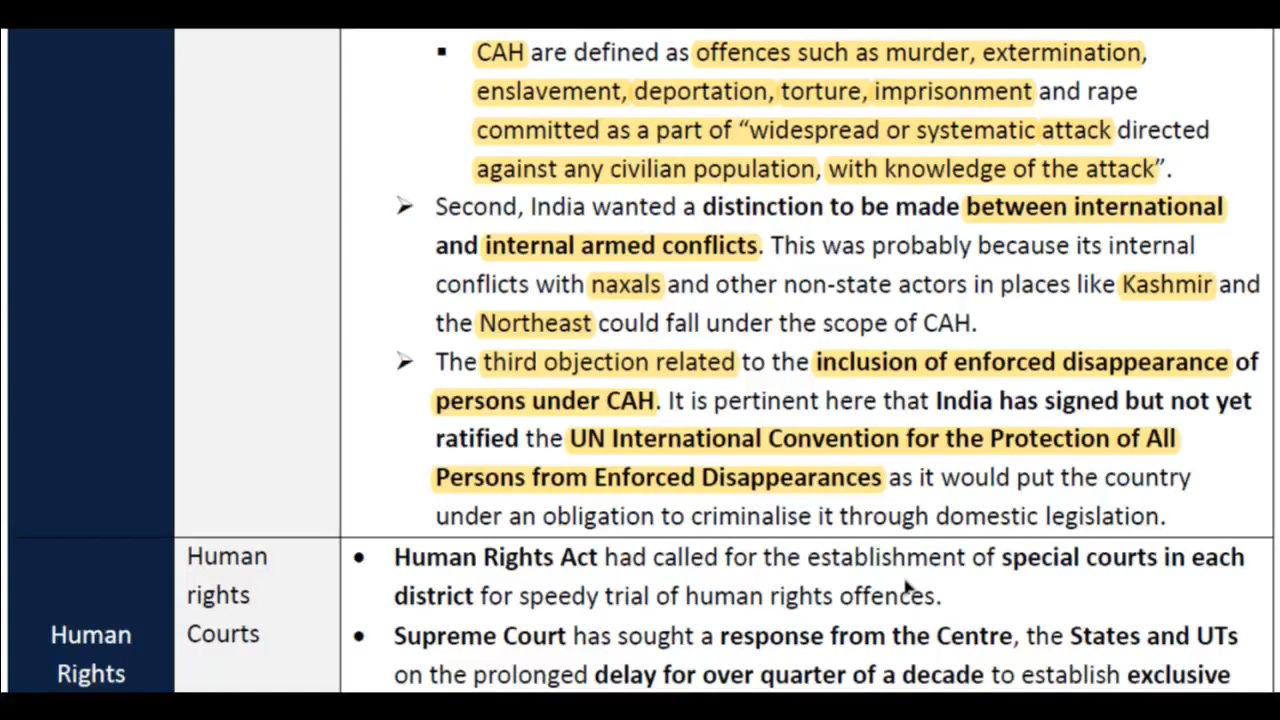 ▪ CAH are defined as offences such as murder, extermination,
enslavement, deportation, torture, imprisonment and rape
committed as a part of “widespread or systematic attack directed
against any civilian population, with knowledge of the attack”.
➢ Second, India wanted a distinction to be made between international
and internal armed conflicts. This was probably because its internal
conflicts with naxals and other non-state actors in places like Kashmir and
the Northeast could fall under the scope of CAH.
➢ The third objection related to the inclusion of enforced disappearance of
persons under CAH. It is pertinent here that India has signed but not yet
ratified the UN International Convention for the Protection of All
Persons from Enforced Disappearances as it would put the country
under an obligation to criminalise it through domestic legislation.
Human
Rights
Human
rights
Courts
• Human Rights Act had called for the establishment of special courts in each
district for speedy trial of human rights offences.
• Supreme Court has sought a response from the Centre, the States and UTs
on the prolonged delay for over quarter of a decade to establish exclusive